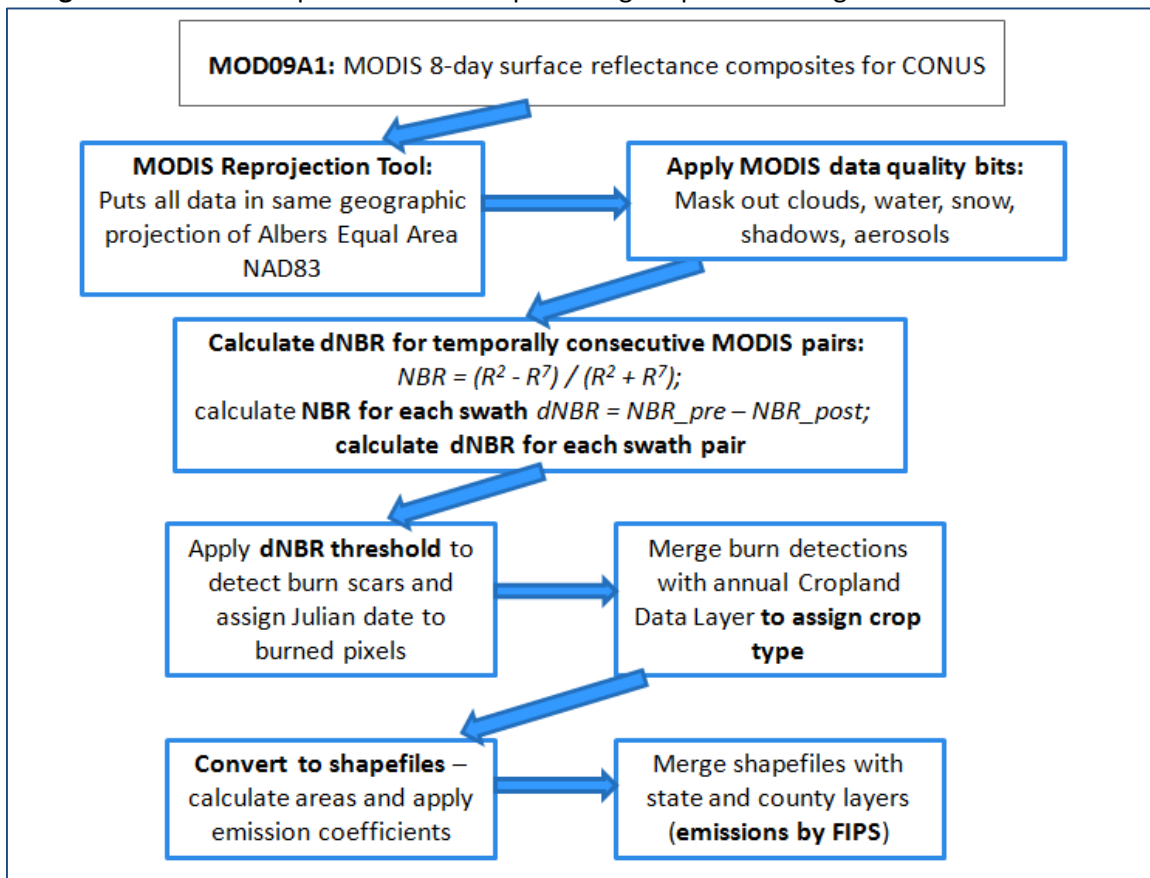 MOD09A1: MODIS 8-day surface reflectance composites for CONUS
MODIS Reprojection Tool:
Puts all data in same geographic
projection of Albers Equal Area
NAD83
Apply MODIS data quality bits:
Mask out clouds, water, snow,
shadows, aerosols
Calculate dNBR for temporally consecutive MODIS pairs:
NBR = (R² - R⁷) / (R² + R⁷);
calculate NBR for each swath dNBR = NBR_pre – NBR_post;
calculate dNBR for each swath pair
Apply dNBR threshold to
detect burn scars and
assign Julian date to
burned pixels
Merge burn detections
with annual Cropland
Data Layer to assign crop
type
Convert to shapefiles –
calculate areas and apply
emission coefficients
Merge shapefiles with
state and county layers
(emissions by FIPS)